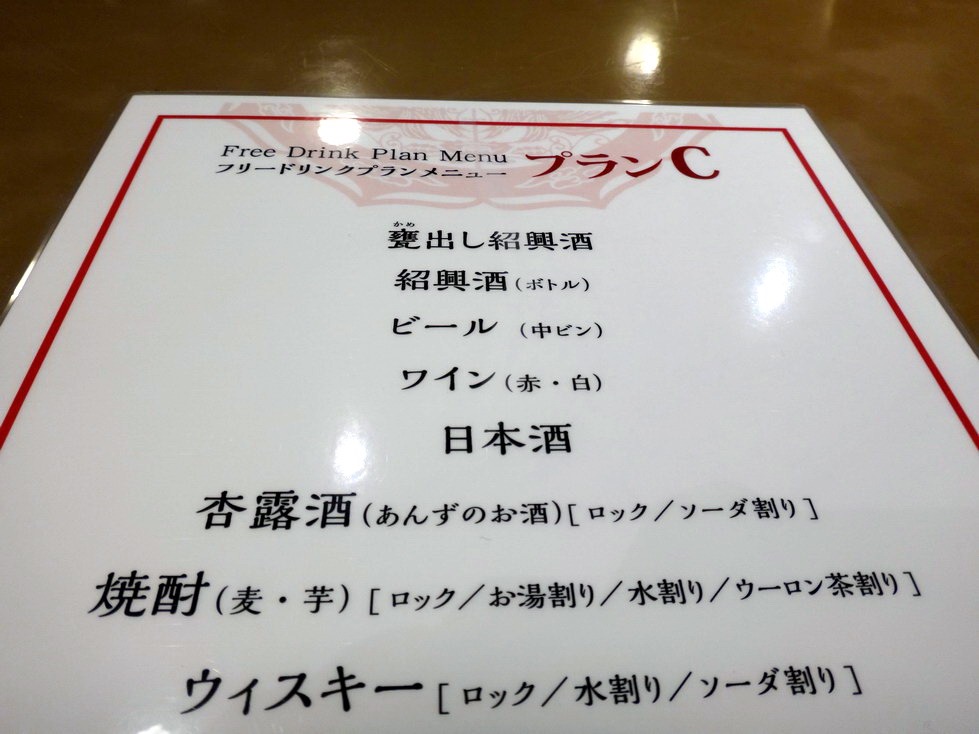 Free Drink Plan Menu
フリードリンクプランメニュー プランC
かめ
甕出し紹興酒
紹興酒(ボトル)
ビール (中ビン)
ワイン(赤・白)
日本酒
杏露酒(あんずのお酒)[ロック/ソーダ割り]
焼酎(麦・芋)[ロック/お湯割り/水割り/ウーロン茶割り]
ウィスキー[ロック/水割り/ソーダ割り]